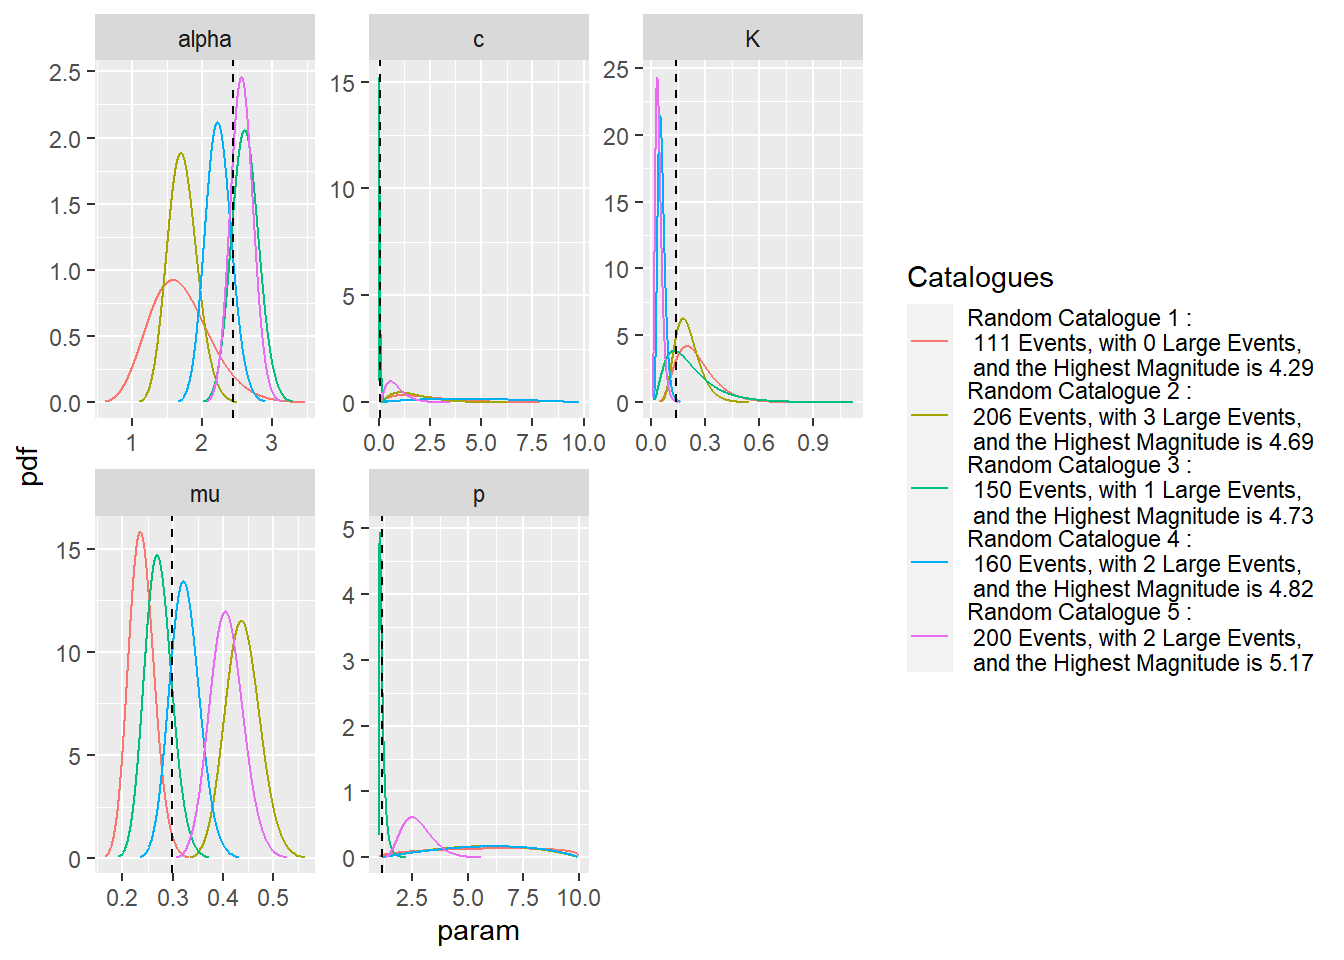 alpha
c
K
2.5
2.0
1.5
1.0
0.5
0.0
1
2
3
15
10
5
0
0.0
2.5
5.0
7.5
10.0
25
20
15
10
5
0
0.0
0.3
0.6
0.9
pdf
mu
p
15
10
5
0
0.2
0.3
0.4
0.5
5
4
3
2
1
0
2.5
5.0
7.5
10.0
param
Catalogues
Random Catalogue 1 :
111 Events, with 0 Large Events,
and the Highest Magnitude is 4.29
Random Catalogue 2 :
206 Events, with 3 Large Events,
and the Highest Magnitude is 4.69
Random Catalogue 3 :
150 Events, with 1 Large Events,
and the Highest Magnitude is 4.73
Random Catalogue 4 :
160 Events, with 2 Large Events,
and the Highest Magnitude is 4.82
Random Catalogue 5 :
200 Events, with 2 Large Events,
and the Highest Magnitude is 5.17